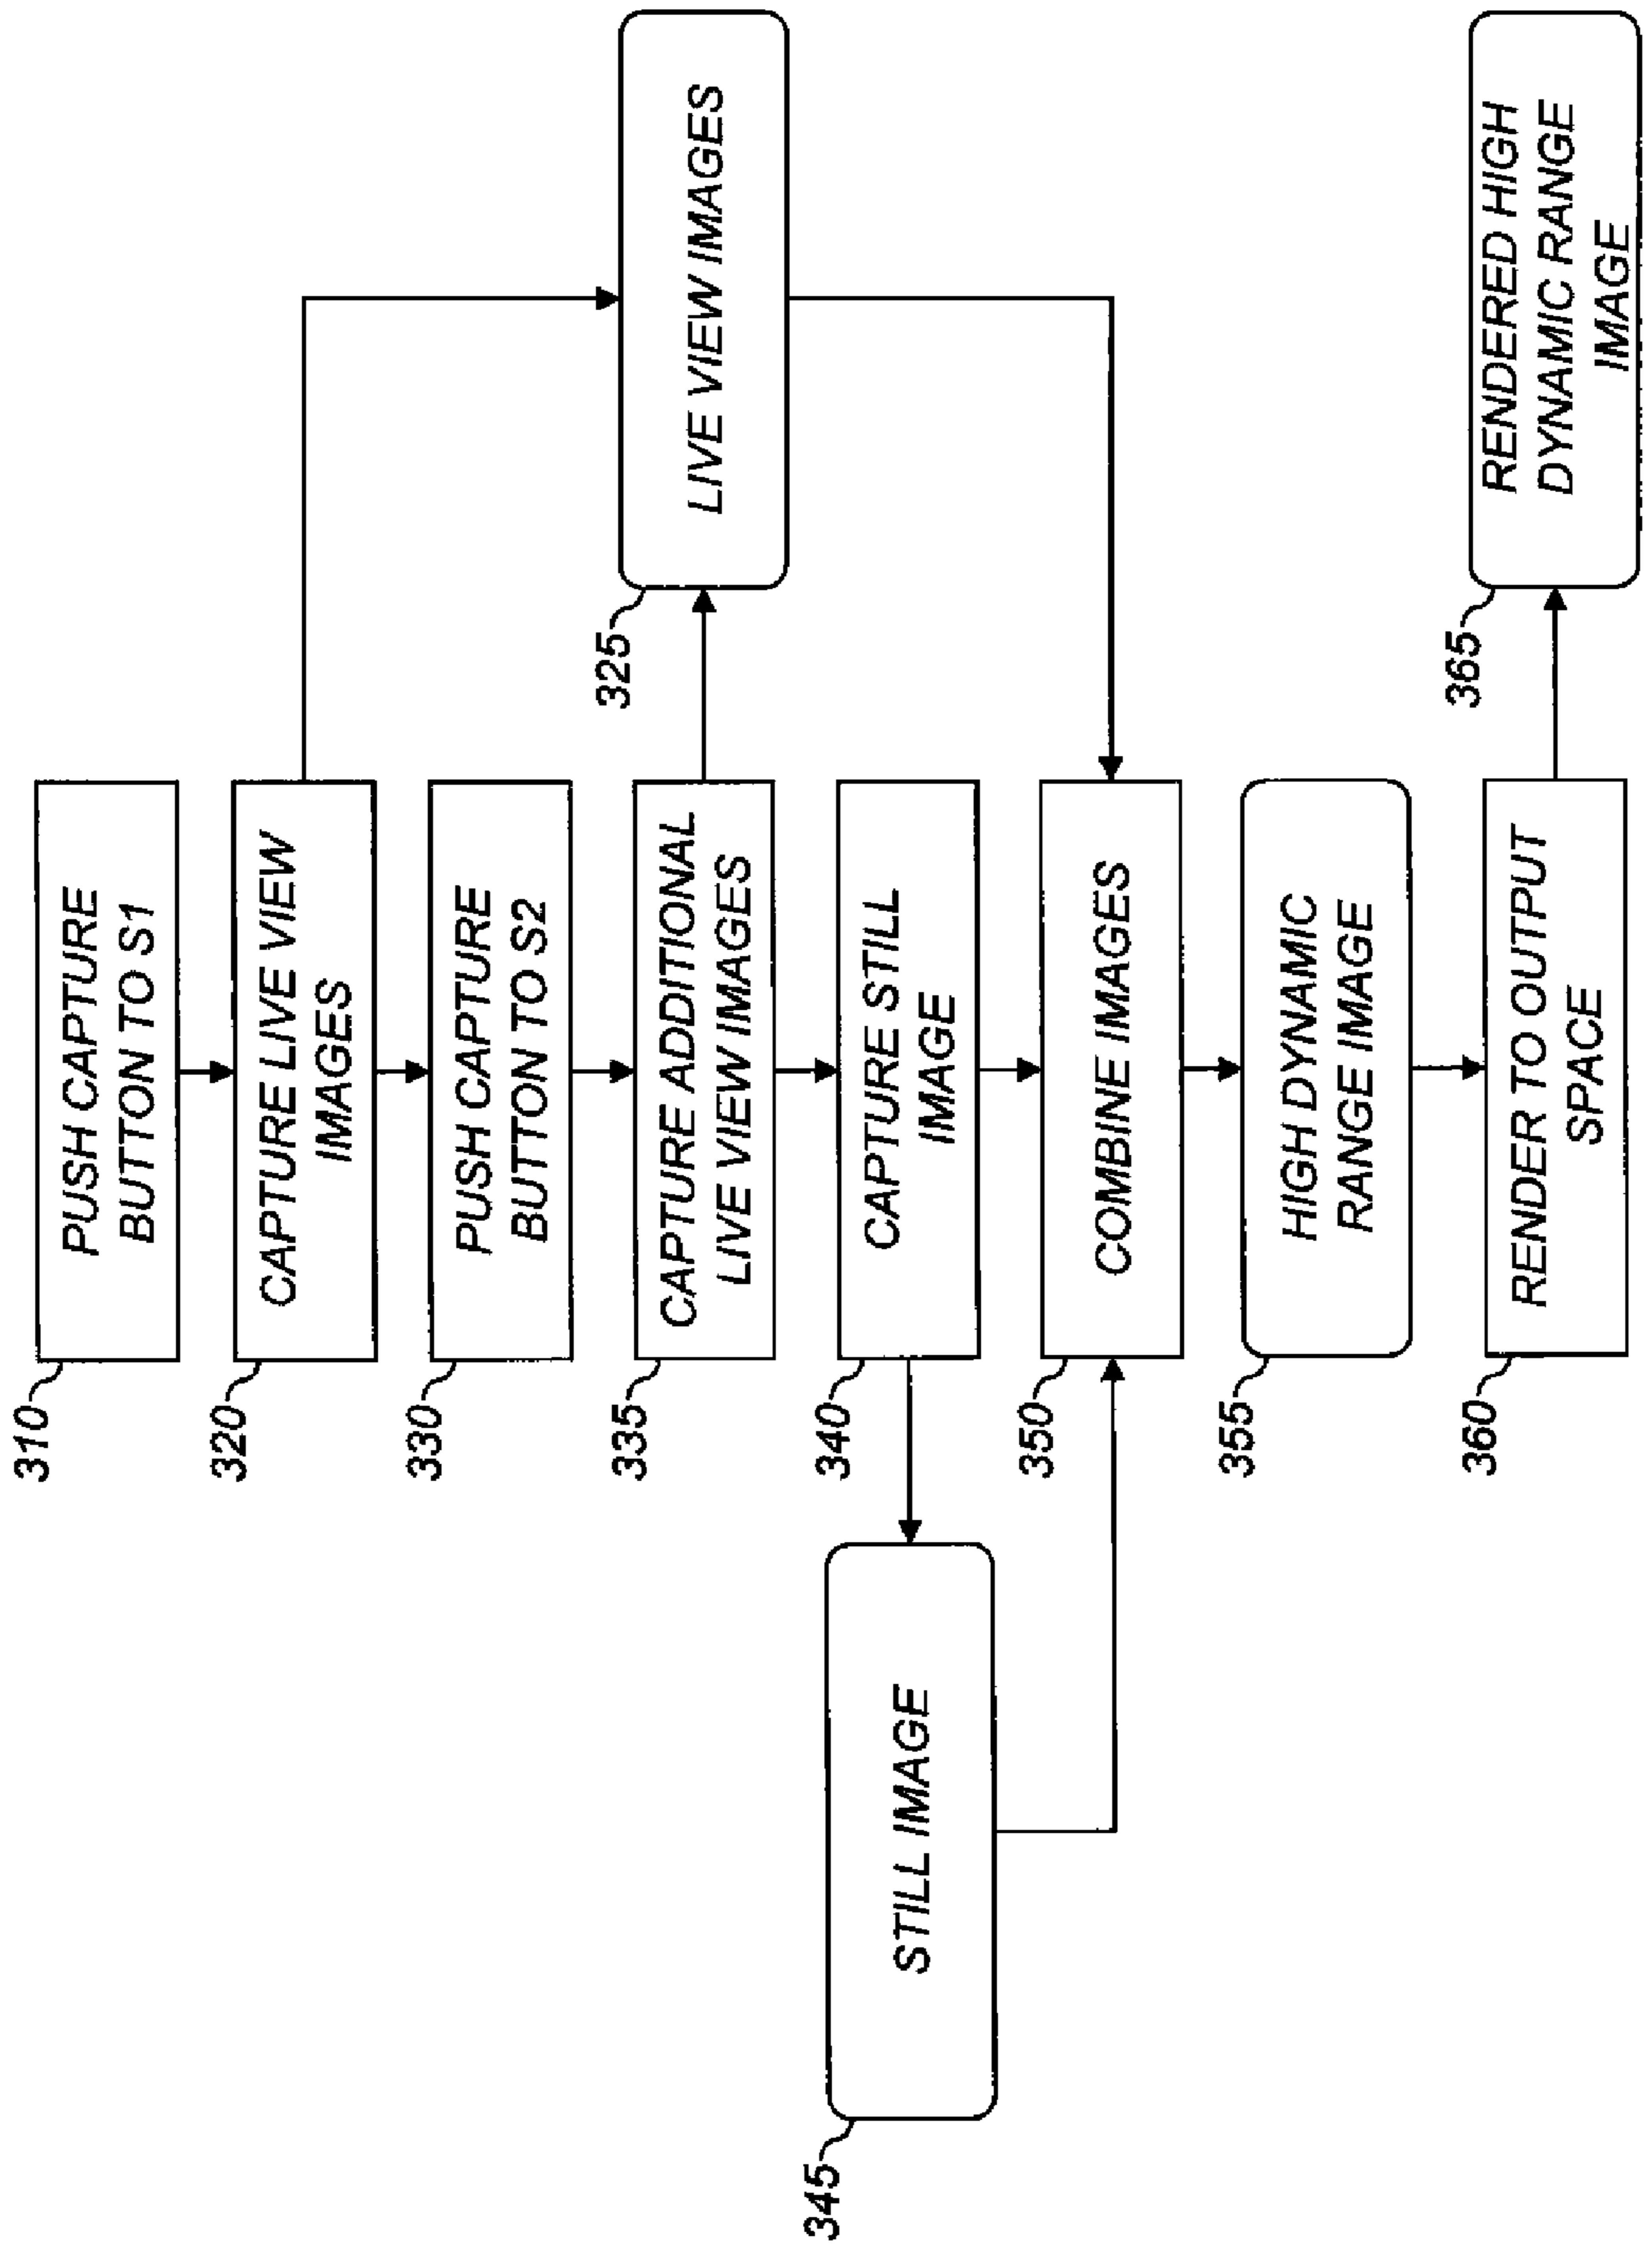 310
PUSH CAPTURE
BUTTON TO S1
320
CAPTURE LIVE VIEW
IMAGES
330
PUSH CAPTURE
BUTTON TO S2
325
LIVE VIEW IMAGES
335
CAPTURE ADDITIONAL
LIVE VIEW IMAGES
345
STILL IMAGE
340
CAPTURE STILL
IMAGE
350
COMBINE IMAGES
355
HIGH DYNAMIC
RANGE IMAGE
360
RENDER TO OUTPUT
SPACE
365
RENDERED HIGH
DYNAMIC RANGE
IMAGE